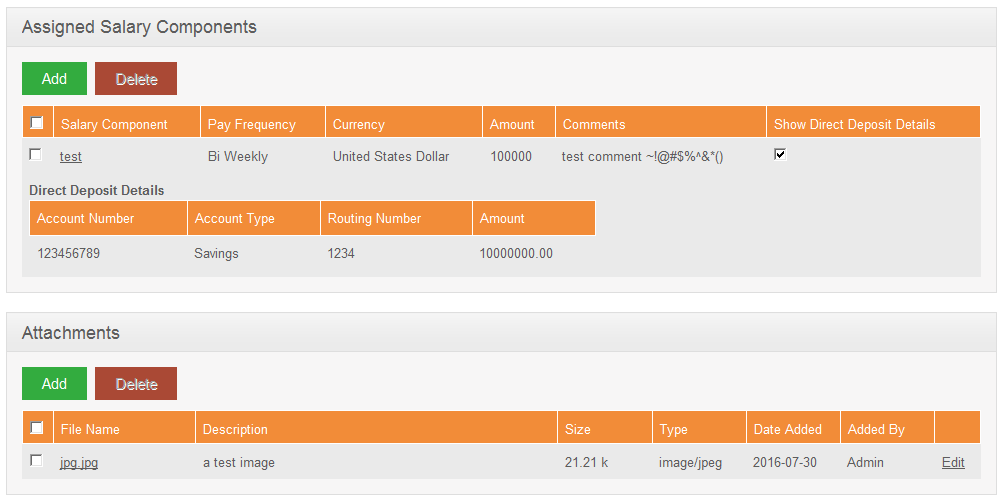 Assigned Salary Components
Add Delete
Salary Component Pay Frequency Currency Amount Comments Show Direct Deposit Details
test Bi Weekly United States Dollar 100000 test comment ~!@#$%^&*()
Direct Deposit Details
Account Number Account Type Routing Number Amount
123456789 Savings 1234 10000000.00
Attachments
Add Delete
File Name Description Size Type Date Added Added By
jpg.jpg a test image 21.21 k image/jpeg 2016-07-30 Admin Edit